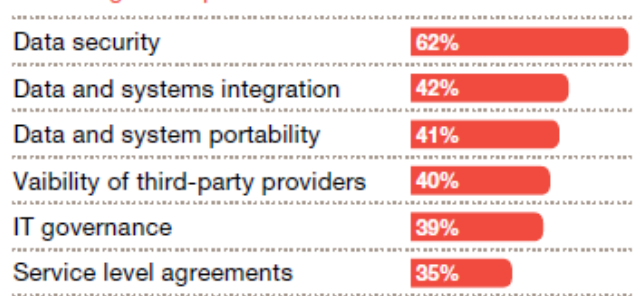 Data security 62%
Data and systems integration 42%
Data and system portability 41%
Vaibility of third-party providers 40%
IT governance 39%
Service level agreements 35%